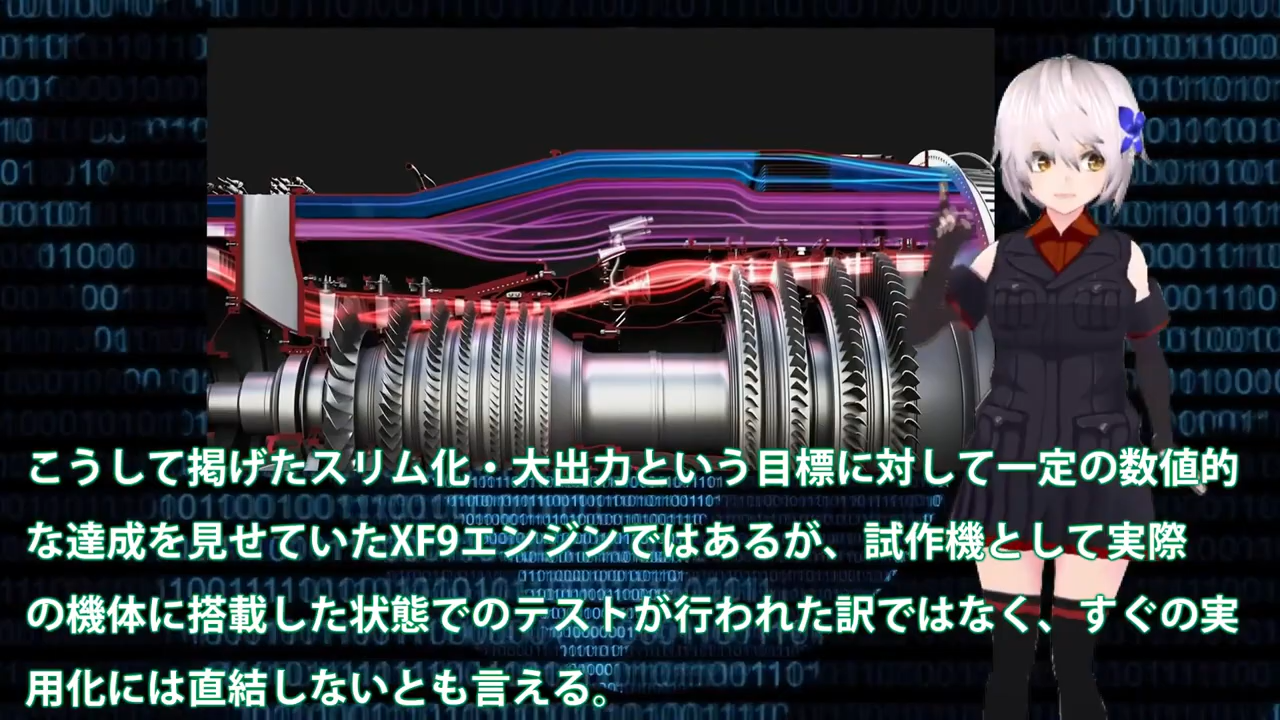 こうして掲げたスリム化・大出力という目標に対して一定の数値的
な達成を見せていたXF9エンジンではあるが、試作機として実際
の機体に搭載した状態でのテストが行われた訳ではなく、すぐの実
用化には直結しないとも言える。